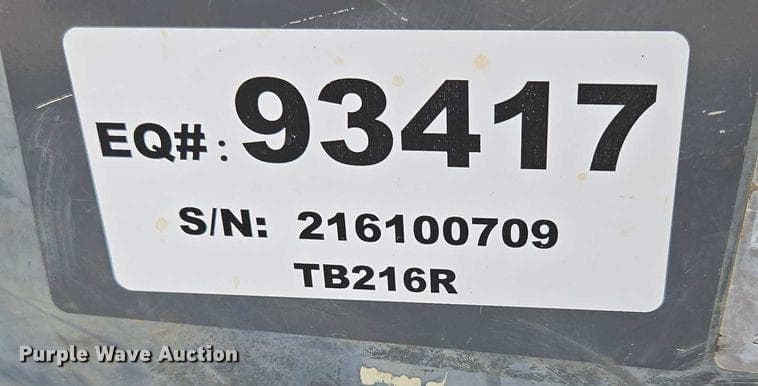 EQ#: 93417
S/N: 216100709
TB216R
Purple Wave Auction